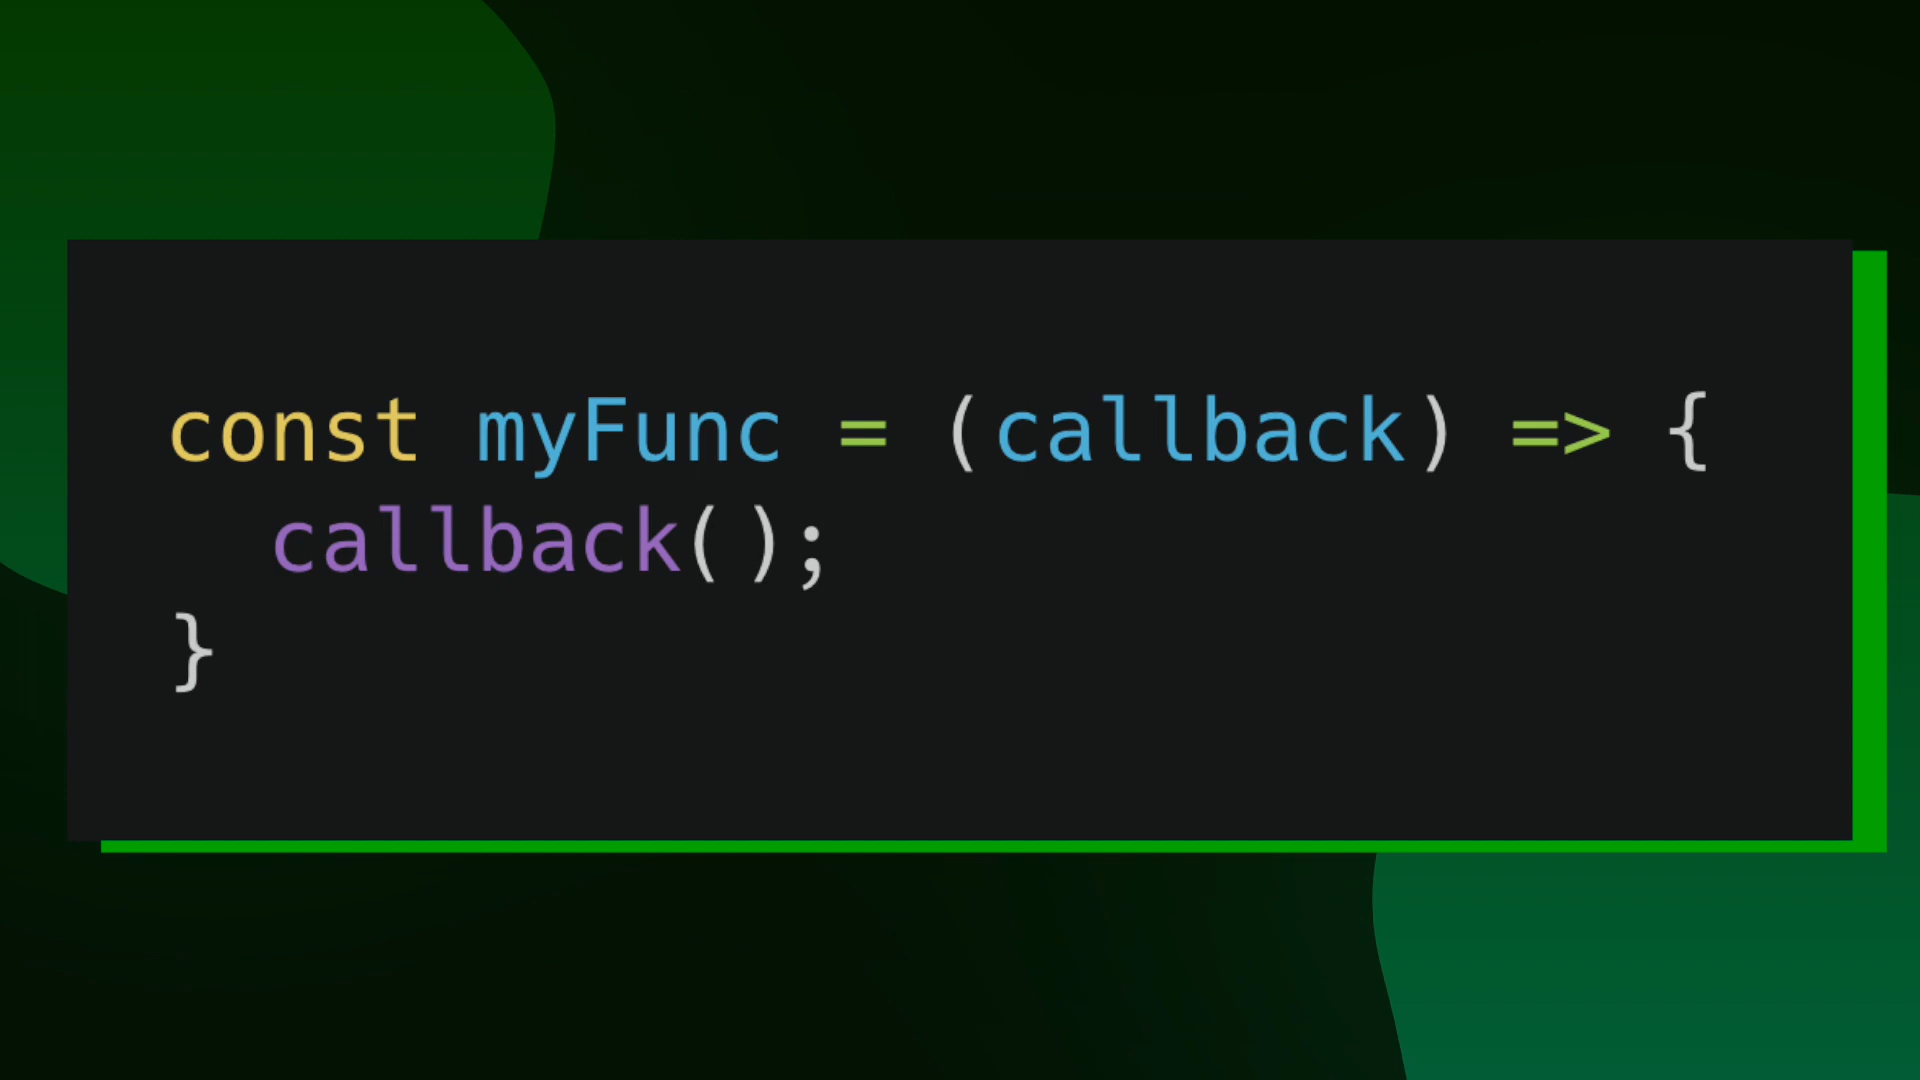 const myFunc = (callback) => {
  callback();
}